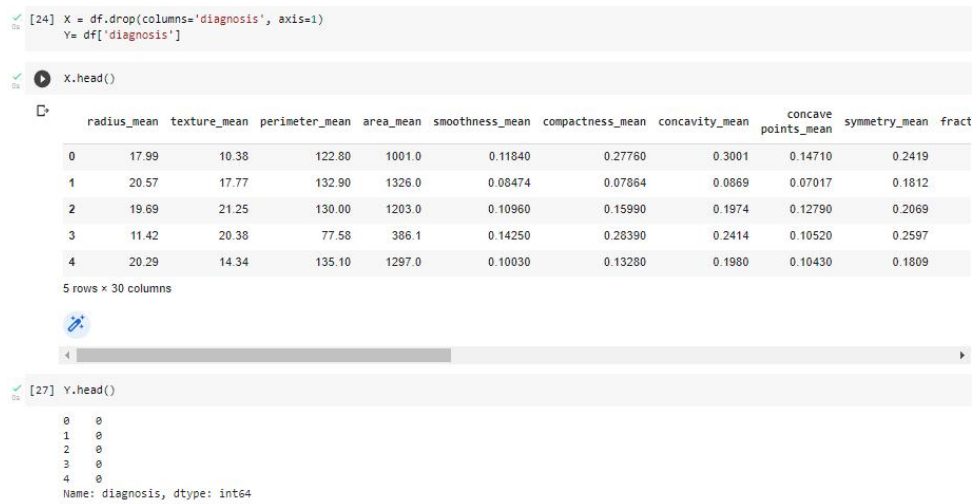 [24] X = df.drop(columns='diagnosis', axis=1)
Y= df['diagnosis']
X.head()
radius_mean texture_mean perimeter_mean area_mean smoothness_mean compactness_mean concavity_mean concave points_mean symmetry_mean fract
0 17.99 10.38 122.80 1001.0 0.11840 0.27760 0.3001 0.14710 0.2419
1 20.57 17.77 132.90 1326.0 0.08474 0.07864 0.0869 0.07017 0.1812
2 19.69 21.25 130.00 1203.0 0.10960 0.15990 0.1974 0.12790 0.2069
3 11.42 20.38 77.58 386.1 0.14250 0.28390 0.2414 0.10520 0.2597
4 20.29 14.34 135.10 1297.0 0.10030 0.13280 0.1980 0.10430 0.1809
5 rows × 30 columns
[27] Y.head()
0 0
1 0
2 0
3 0
4 0
Name: diagnosis, dtype: int64